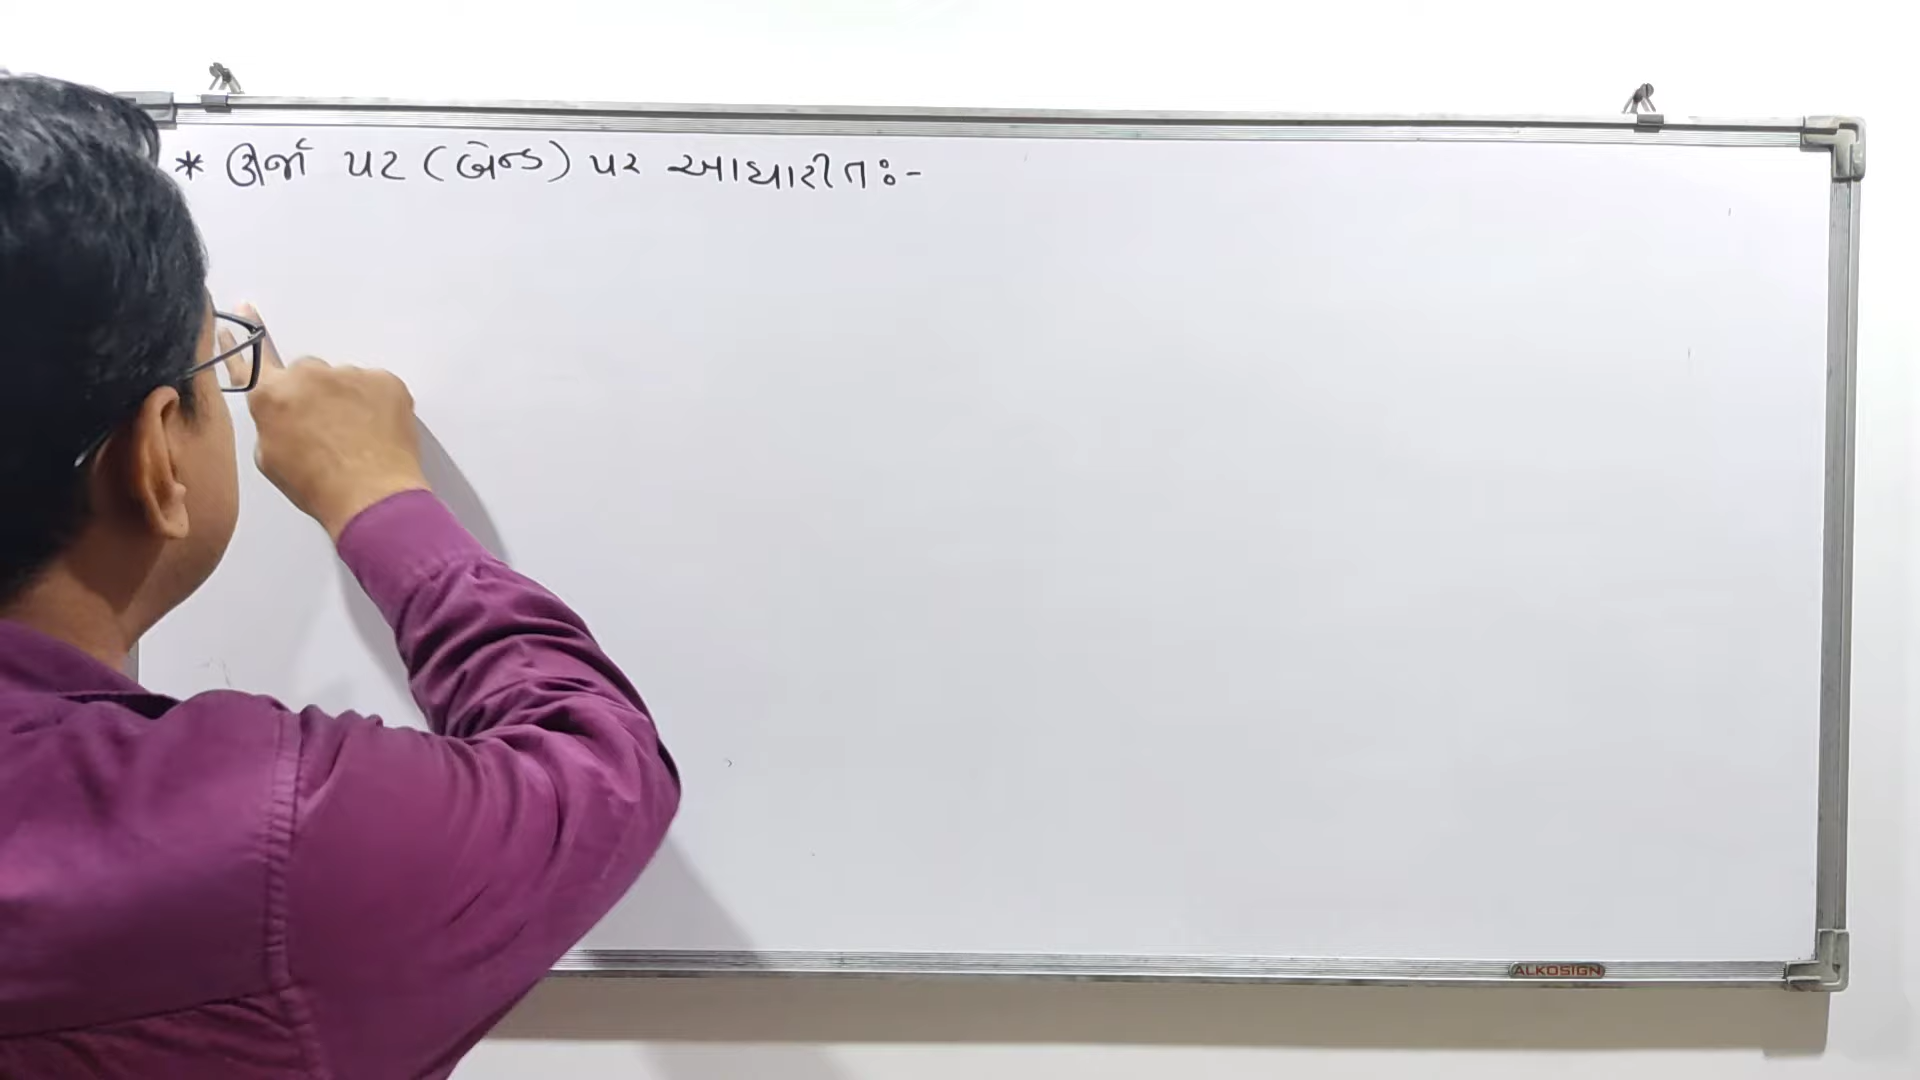 * ઊર્જા પટ (બેન્ડ) પર આધારીત ઃ-
ALKOSIGN